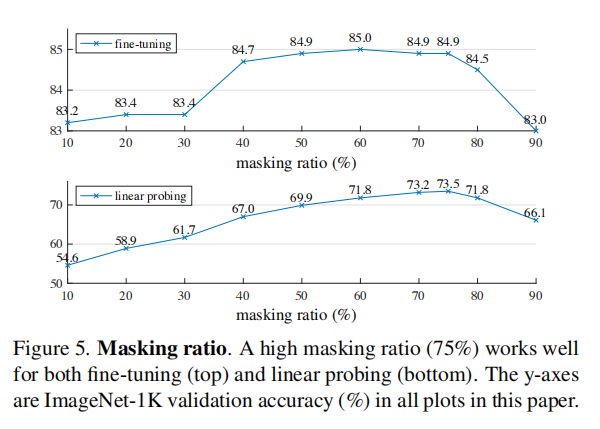 fine-tuning
85
84
83
83.2
83.4
83.4
84.7
84.9
85.0
84.9
84.9
84.5
83.0
10 20 30 40 50 60 70 80 90
masking ratio (%)
linear probing
70
60
50
54.6
58.9
61.7
67.0
69.9
71.8
73.2
73.5
71.8
66.1
10 20 30 40 50 60 70 80 90
masking ratio (%)
Figure 5. Masking ratio. A high masking ratio (75%) works well
for both fine-tuning (top) and linear probing (bottom). The y-axes
are ImageNet-1K validation accuracy (%) in all plots in this paper.